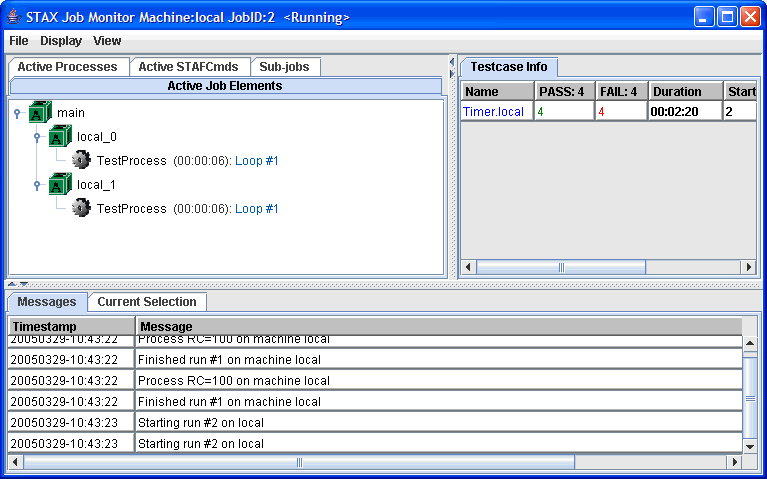 STAX Job Monitor Machine:local JobID:2 <Running>
File Display View
Active Processes Active STAFCmds Sub-jobs
Active Job Elements
main
local_0
TestProcess (00:00:06): Loop #1
local_1
TestProcess (00:00:06): Loop #1
Testcase Info
Name PASS: 4 FAIL: 4 Duration Start
Timer.local 4 4 00:02:20 2
Messages Current Selection
Timestamp Message
20050329-10:43:22 Process RC=100 on machine local
20050329-10:43:22 Finished run #1 on machine local
20050329-10:43:22 Process RC=100 on machine local
20050329-10:43:22 Finished run #1 on machine local
20050329-10:43:23 Starting run #2 on local
20050329-10:43:23 Starting run #2 on local